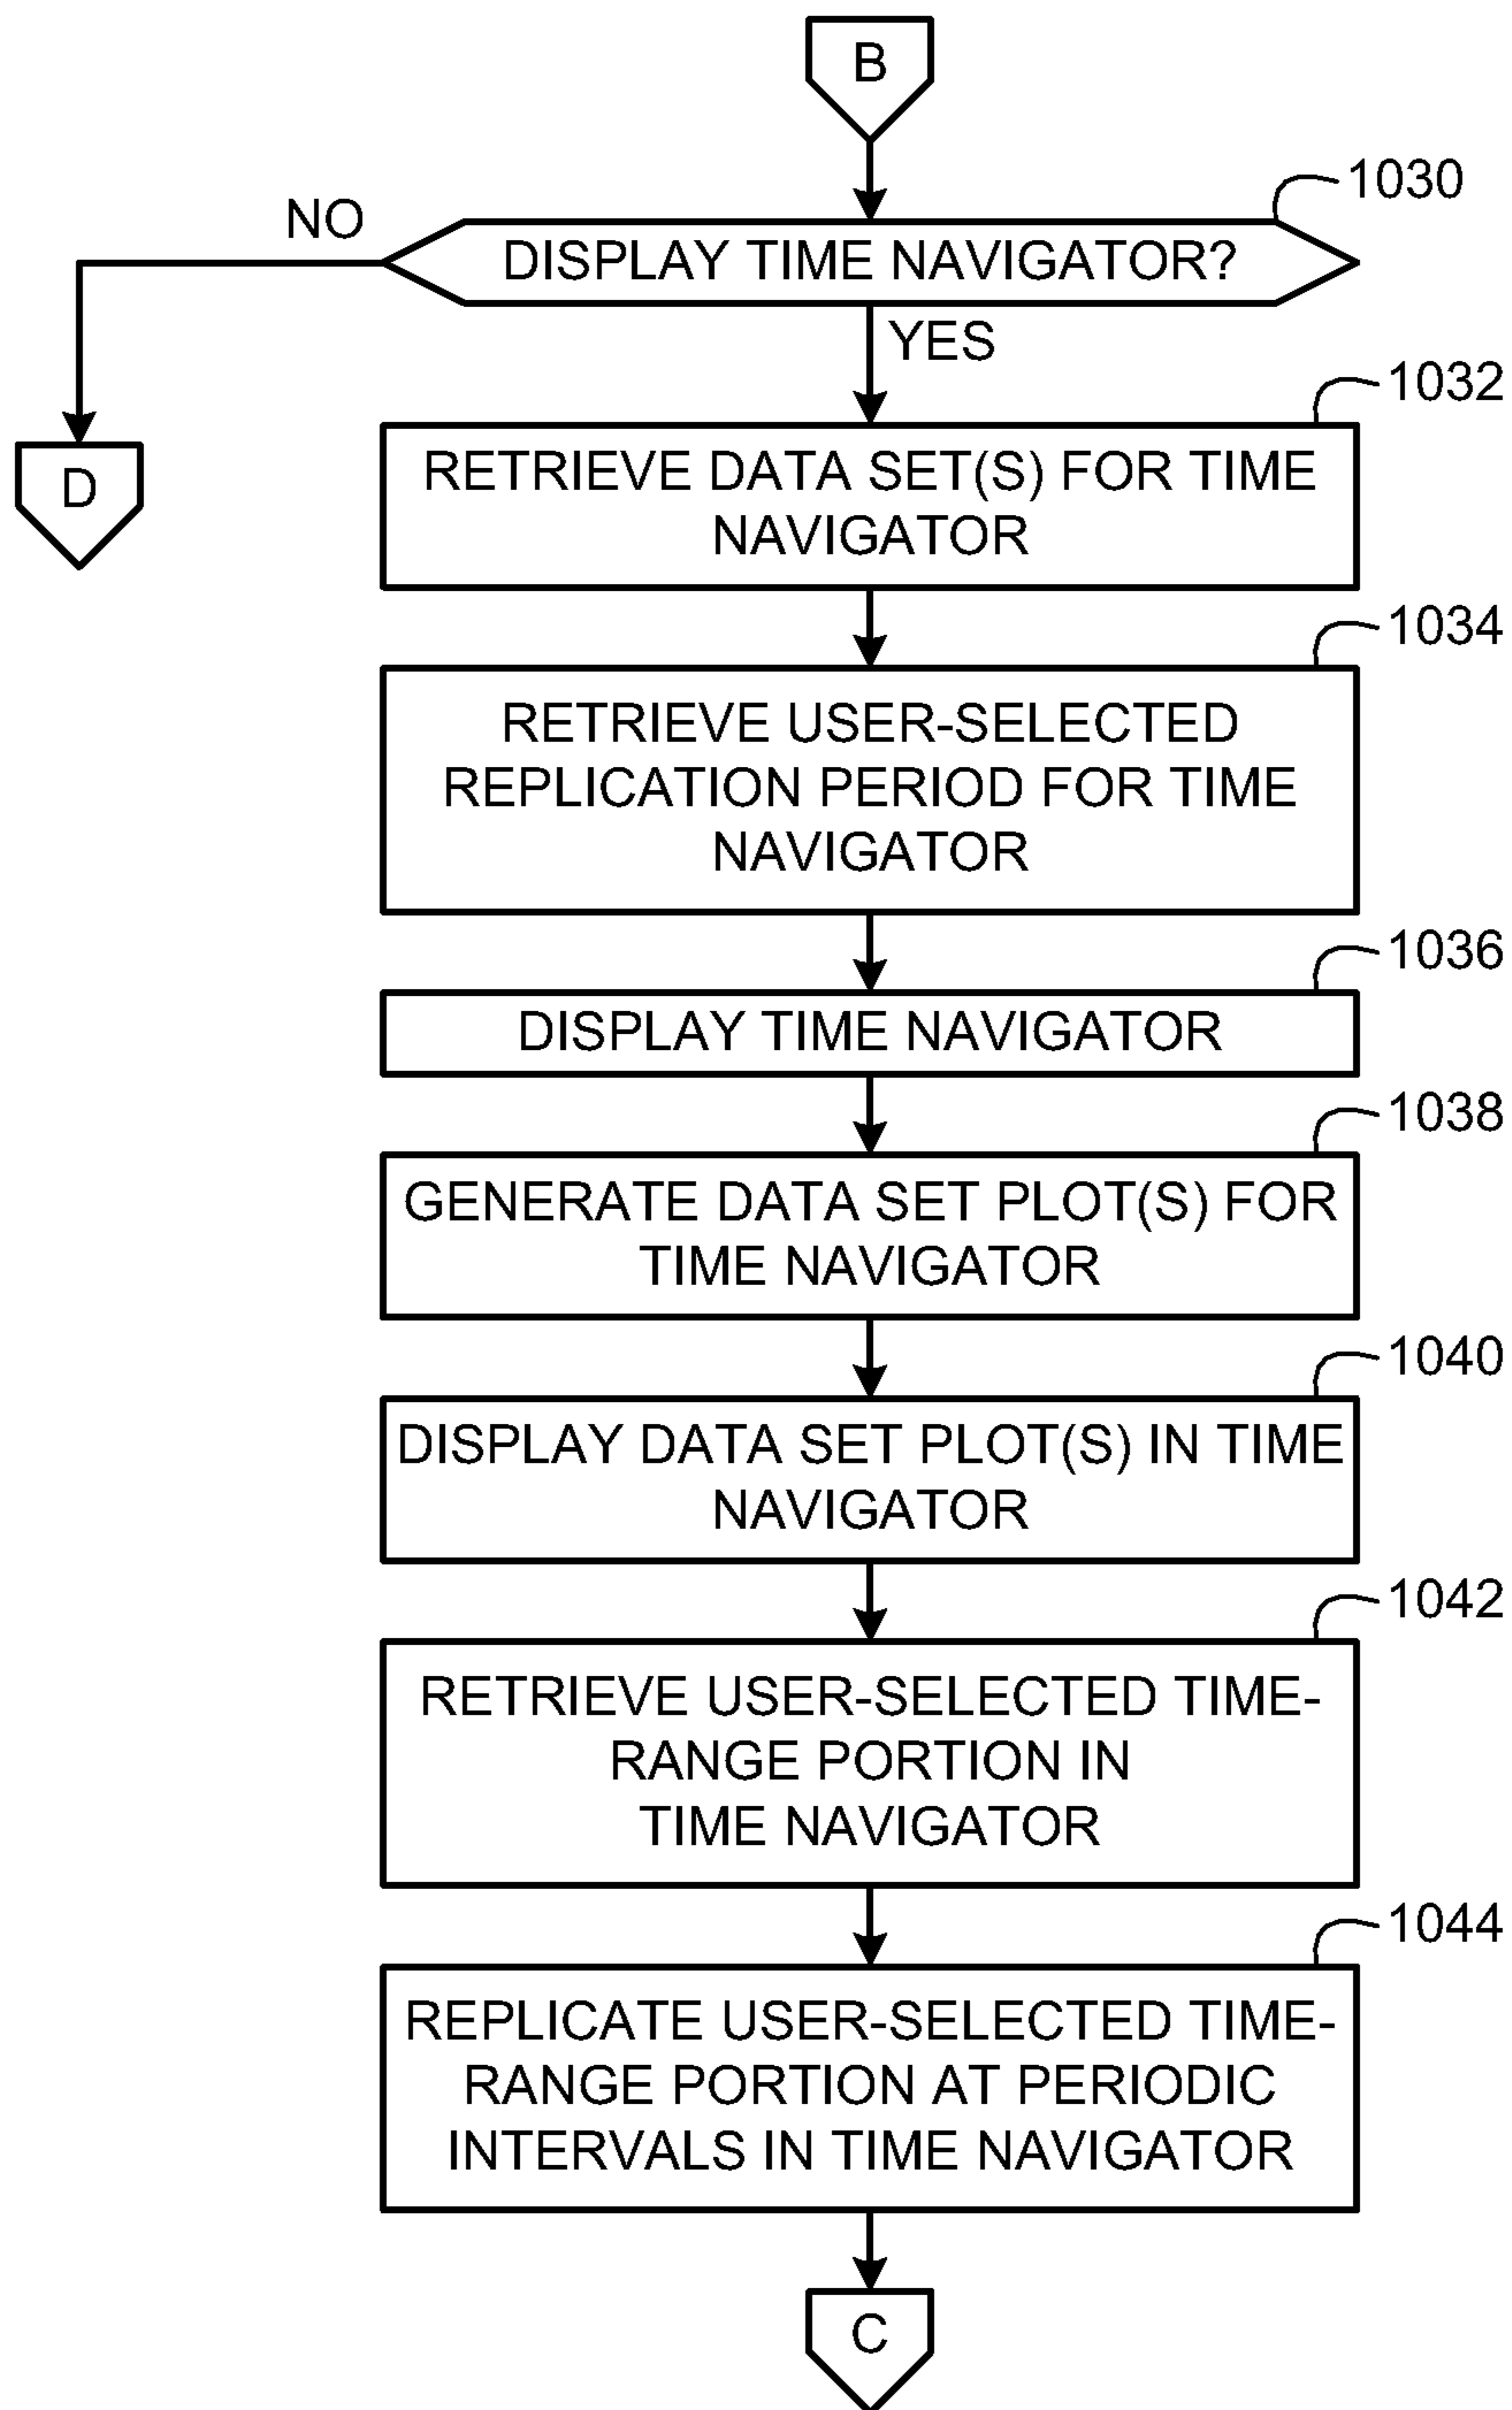 B
1030
NO
DISPLAY TIME NAVIGATOR?
YES
1032
D
RETRIEVE DATA SET(S) FOR TIME
NAVIGATOR
1034
RETRIEVE USER-SELECTED
REPLICATION PERIOD FOR TIME
NAVIGATOR
1036
DISPLAY TIME NAVIGATOR
1038
GENERATE DATA SET PLOT(S) FOR
TIME NAVIGATOR
1040
DISPLAY DATA SET PLOT(S) IN TIME
NAVIGATOR
1042
RETRIEVE USER-SELECTED TIME-
RANGE PORTION IN
TIME NAVIGATOR
1044
REPLICATE USER-SELECTED TIME-
RANGE PORTION AT PERIODIC
INTERVALS IN TIME NAVIGATOR
C